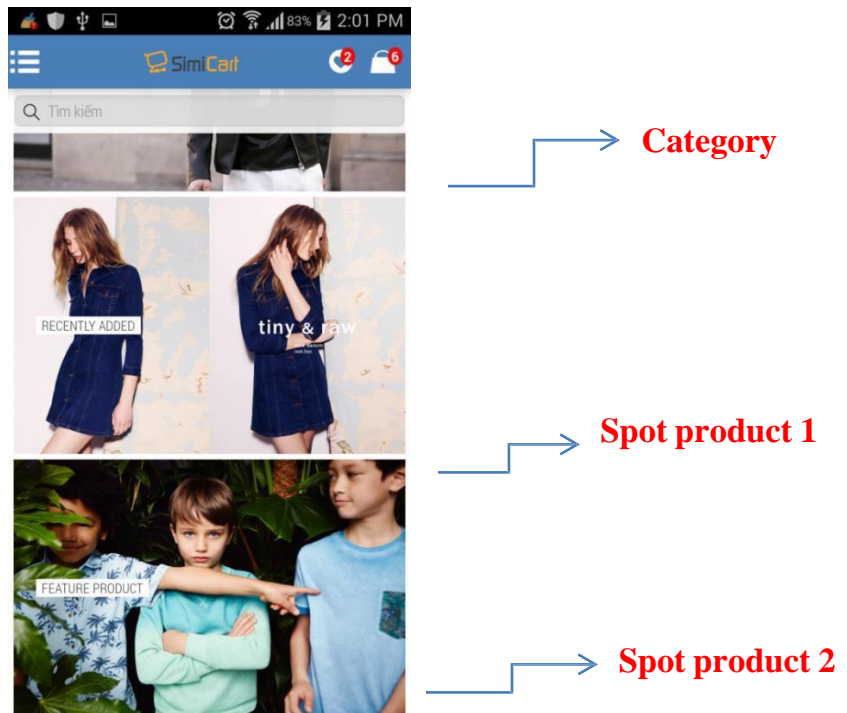 83% 2:01 PM
SimiCart
2
6
Tìm kiếm
Category
RECENTLY ADDED
tiny & raw
Spot product 1
FEATURE PRODUCT
Spot product 2